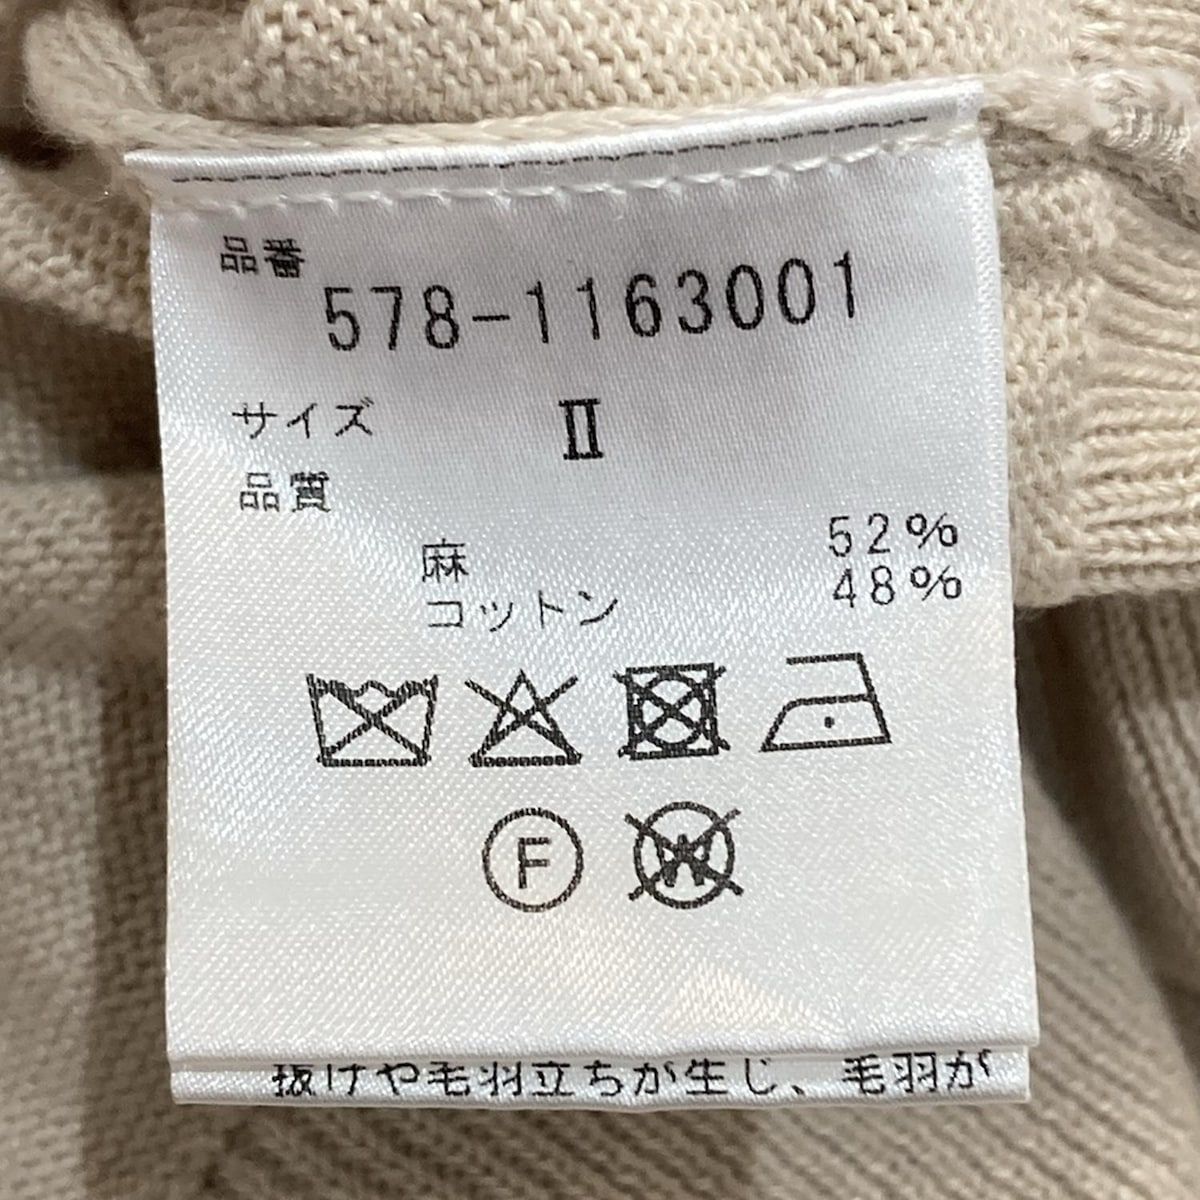 品番
578-1163001
サイズ II
品質
麻 52%
コットン 48%
F
W
抜けや毛羽立ちが生じ、毛羽が